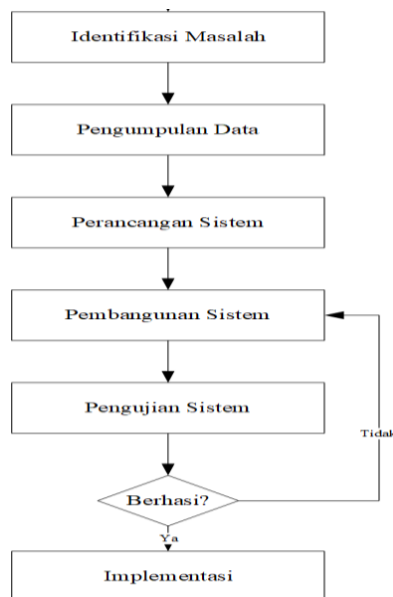 Identifikasi Masalah
Pengumpulan Data
Perancangan Sistem
Pembangunan Sistem
Pengujian Sistem
Tidak
Berhasi?
Ya
Implementasi